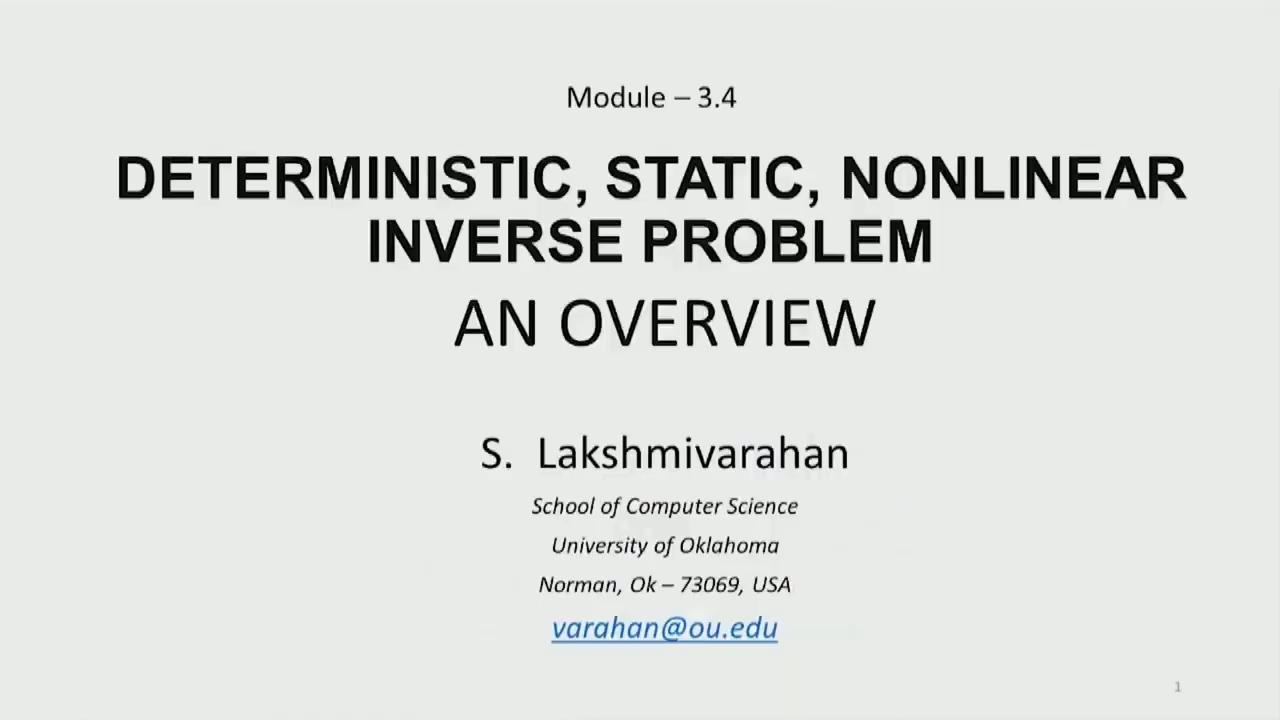 Module – 3.4
DETERMINISTIC, STATIC, NONLINEAR
INVERSE PROBLEM
AN OVERVIEW
S. Lakshmivarahan
School of Computer Science
University of Oklahoma
Norman, Ok – 73069, USA
varahan@ou.edu
1